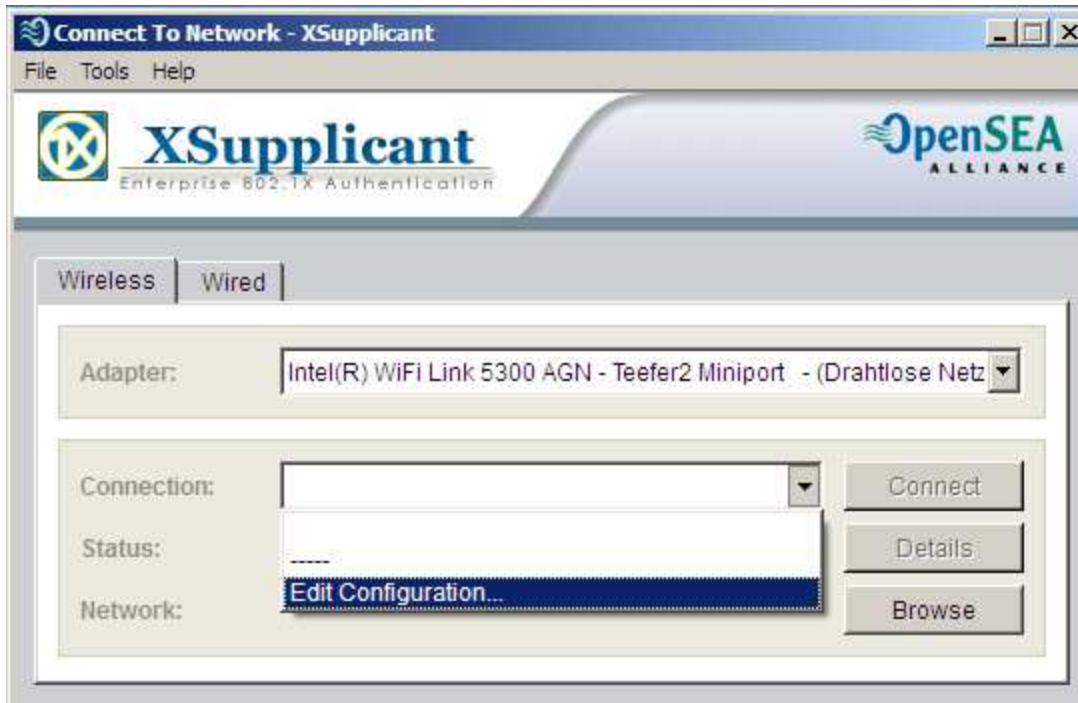 Connect To Network - XSupplicant
File Tools Help
1X
XSupplicant
Enterprise 802.1X Authentication
OpenSEA
ALLIANCE
Wireless Wired
Adapter: Intel(R) WiFi Link 5300 AGN - Teefer2 Miniport - (Drahtlose Netz
Connection: Connect
Status: ----- Details
Edit Configuration...
Network: Browse